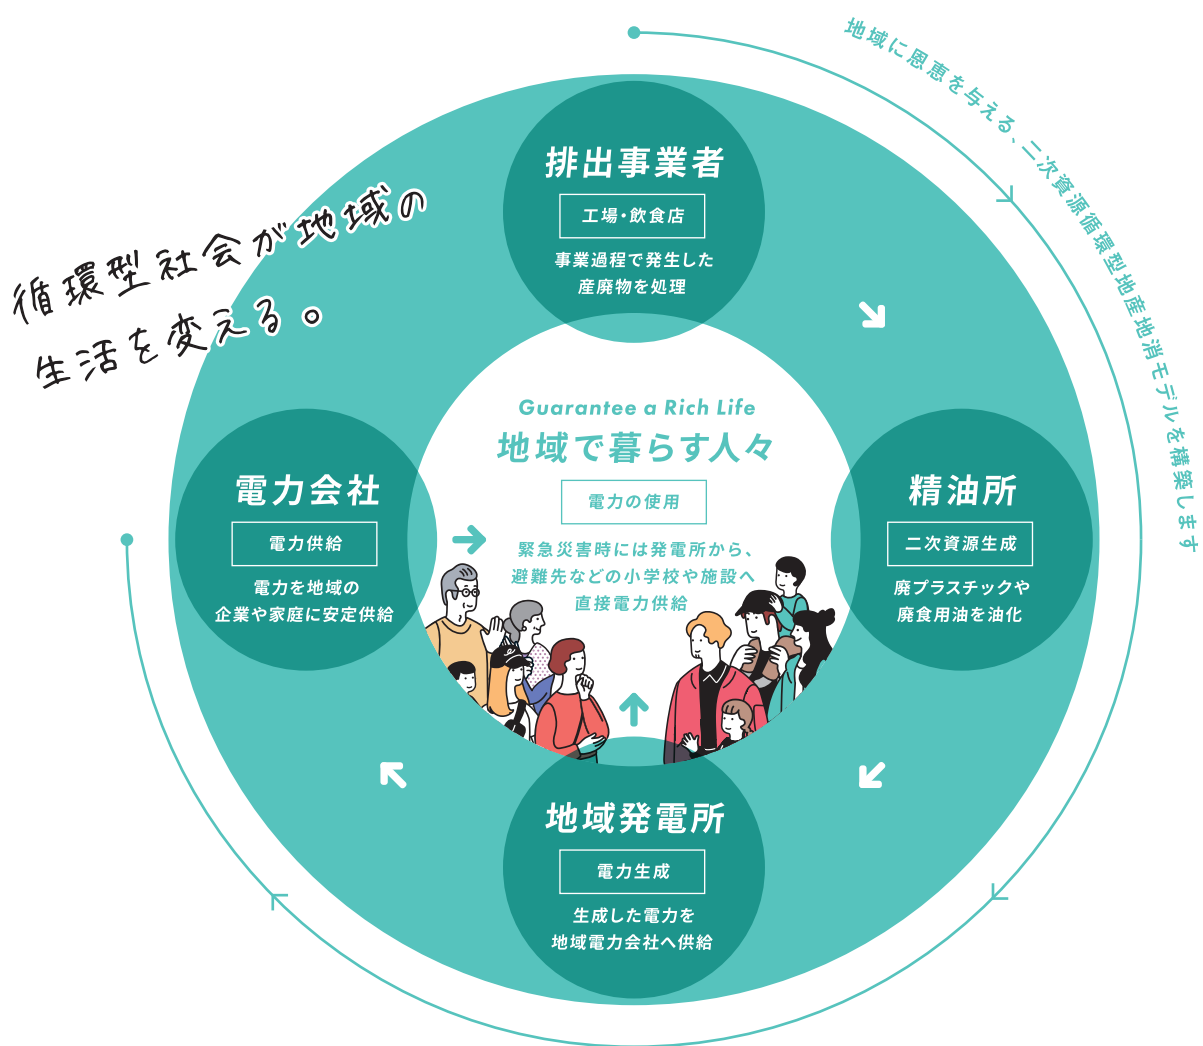 循環型社会が地域の
生活を変える。
地域に恩恵を与える、二次資源循環型地産地消モデルを構築します
排出事業者
工場・飲食店
事業過程で発生した
産廃物を処理
Guarantee a Rich Life
地域で暮らす人々
電力の使用
緊急災害時には発電所から、
避難先などの小学校や施設へ
直接電力供給
電力会社
電力供給
電力を地域の
企業や家庭に安定供給
精油所
二次資源生成
廃プラスチックや
廃食用油を油化
地域発電所
電力生成
生成した電力を
地域電力会社へ供給